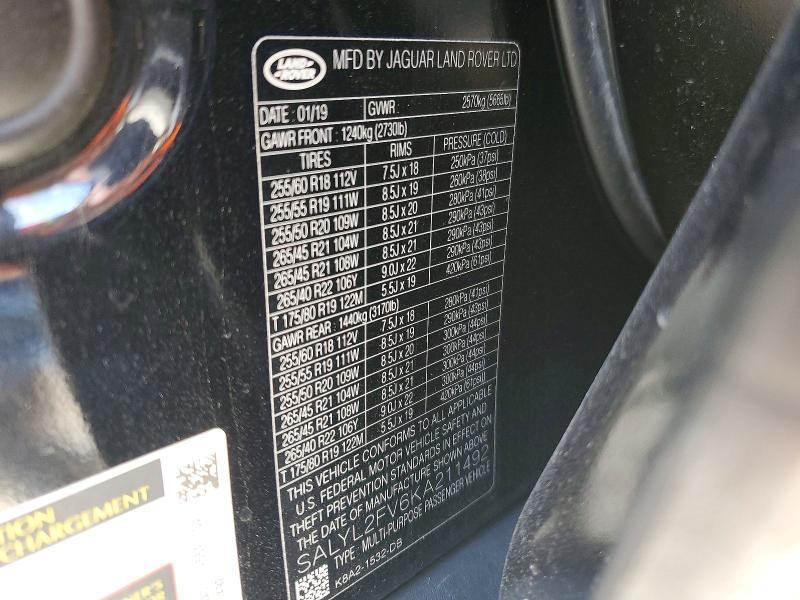 LAND ROVER MFD BY JAGUAR LAND ROVER LTD
DATE : 01/19 GVWR : 2570kg (5665lb)
GAWR FRONT : 1240kg (2730lb)
TIRES RIMS PRESSURE (COLD)
255/60 R18 112V 7.5J x 18 250kPa (37psi)
255/55 R19 111W 8.5J x 19 260kPa (38psi)
255/50 R20 109W 8.5J x 20 280kPa (41psi)
265/45 R21 104W 8.5J x 21 290kPa (43psi)
265/45 R21 108W 8.5J x 21 290kPa (43psi)
265/40 R22 106Y 9.0J x 22 290kPa (43psi)
T 175/80 R19 122M 5.5J x 19 420kPa (61psi)
GAWR REAR : 1440kg (3170lb)
255/60 R18 112V 7.5J x 18 280kPa (41psi)
255/55 R19 111W 8.5J x 19 290kPa (43psi)
255/50 R20 109W 8.5J x 20 300kPa (44psi)
265/45 R21 104W 8.5J x 21 300kPa (44psi)
265/45 R21 108W 8.5J x 21 300kPa (44psi)
265/40 R22 106Y 9.0J x 22 300kPa (44psi)
T 175/80 R19 122M 5.5J x 19 420kPa (61psi)
THIS VEHICLE CONFORMS TO ALL APPLICABLE
U.S. FEDERAL MOTOR VEHICLE SAFETY AND
THEFT PREVENTION STANDARDS IN EFFECT ON
THE DATE OF MANUFACTURE SHOWN ABOVE
SALYL2FV6KA211492
TYPE : MULTI-PURPOSE PASSENGER VEHICLE
K8A2-1532-DB